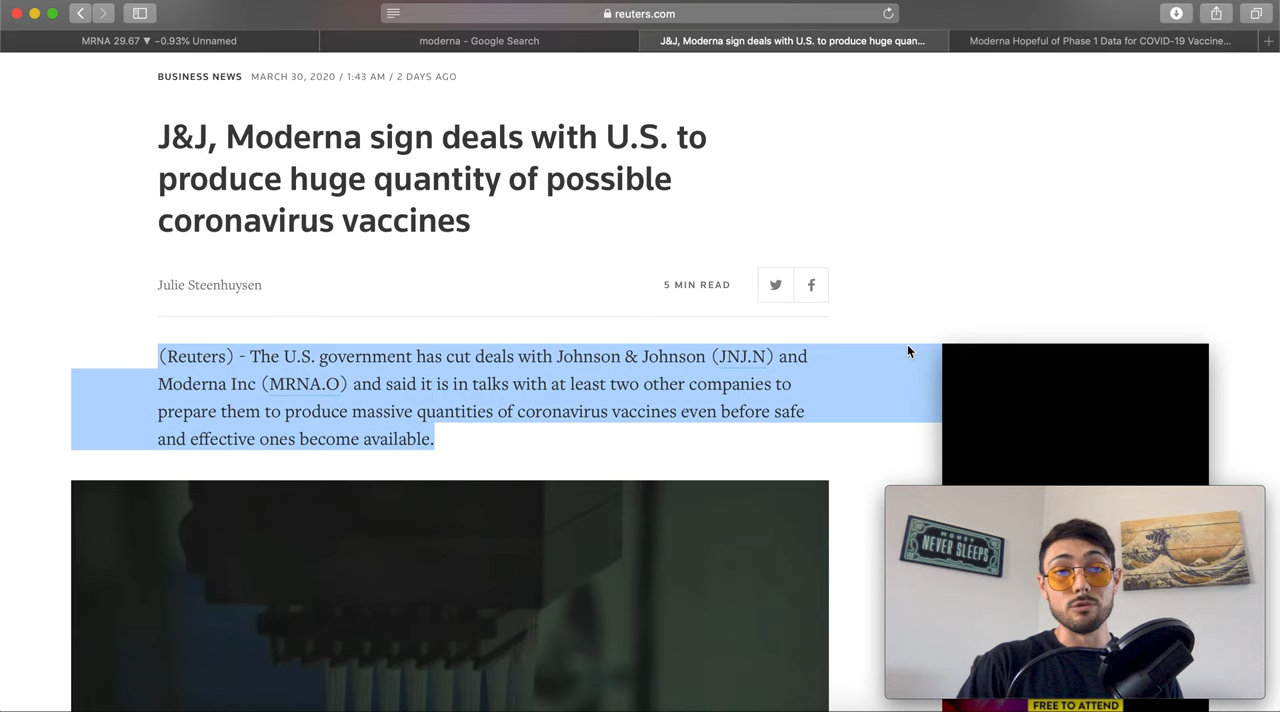 reuters.com
MRNA 29.67 ▼ −0.93% Unnamed
moderna - Google Search
J&J, Moderna sign deals with U.S. to produce huge quan...
Moderna Hopeful of Phase 1 Data for COVID-19 Vaccine...
BUSINESS NEWS MARCH 30, 2020 / 1:43 AM / 2 DAYS AGO
J&J, Moderna sign deals with U.S. to
produce huge quantity of possible
coronavirus vaccines
Julie Steenhuysen
5 MIN READ
(Reuters) - The U.S. government has cut deals with Johnson & Johnson (JNJ.N) and
Moderna Inc (MRNA.O) and said it is in talks with at least two other companies to
prepare them to produce massive quantities of coronavirus vaccines even before safe
and effective ones become available.
MONEY
NEVER SLEEPS
FREE TO ATTEND